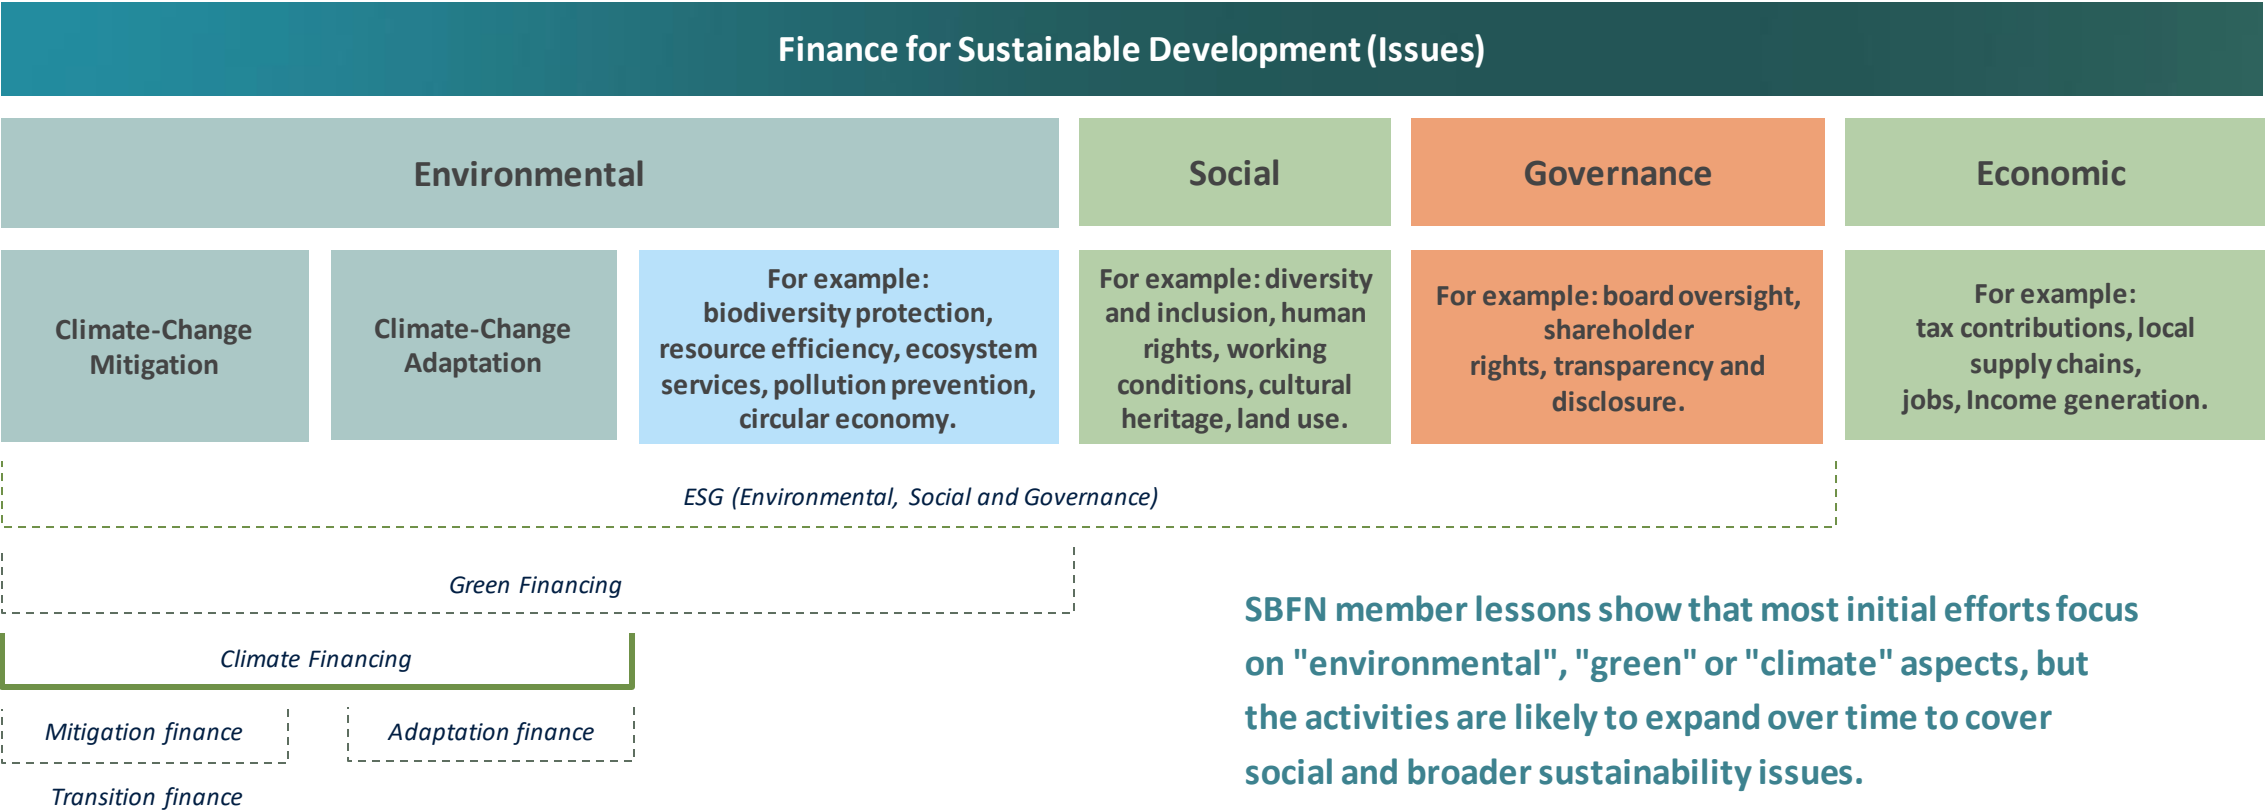 Finance for Sustainable Development (Issues)
Environmental
Social
Governance
Economic
Climate-Change
Mitigation
Climate-Change
Adaptation
For example:
biodiversity protection,
resource efficiency, ecosystem
services, pollution prevention,
circular economy.
For example: diversity
and inclusion, human
rights, working
conditions, cultural
heritage, land use.
For example: board oversight,
shareholder
rights, transparency and
disclosure.
For example:
tax contributions, local
supply chains,
jobs, Income generation.
ESG (Environmental, Social and Governance)
Green Financing
Climate Financing
Mitigation finance
Adaptation finance
Transition finance
SBFN member lessons show that most initial efforts focus
on "environmental", "green" or "climate" aspects, but
the activities are likely to expand over time to cover
social and broader sustainability issues.